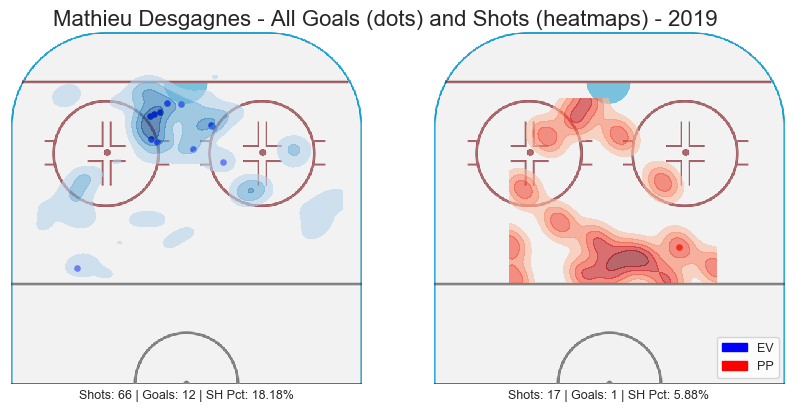 Mathieu Desgagnes - All Goals (dots) and Shots (heatmaps) - 2019
EV
PP
Shots: 66 | Goals: 12 | SH Pct: 18.18%
Shots: 17 | Goals: 1 | SH Pct: 5.88%